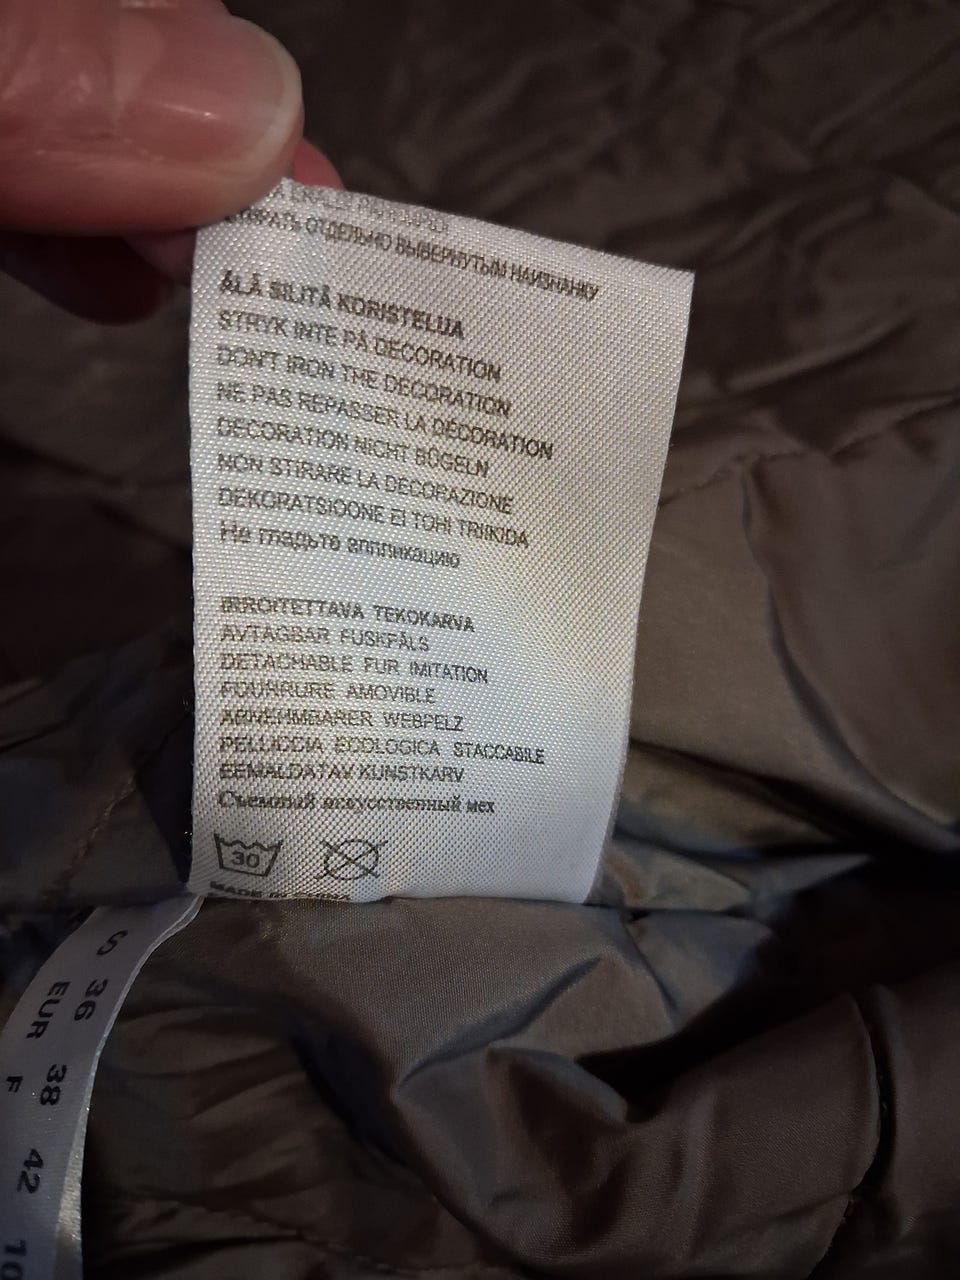 ОТДЕЛЬНО ВЫВЕРНУТЫМ НАИЗНАНКУ
ÄLÄ SILITÄ KORISTELUA
STRYK INTE PÅ DECORATION
DON'T IRON THE DECORATION
NE PAS REPASSER LA DÉCORATION
DECORATION NICHT BÜGELN
NON STIRARE LA DECORAZIONE
DEKORATSIOONE EI TOHI TRIIKIDA
Не гладьте аппликацию
IRROITETTAVA TEKOKARVA
AVTAGBAR FUSKPÄLS
DETACHABLE FUR IMITATION
FOURRURE AMOVIBLE
ABNEHMBARER WEBPELZ
PELLICCIA ECOLOGICA STACCABILE
EEMALDATAV KUNSTKARV
Съемный искусственный мех
30
MADE
S 36 38 42
EUR F